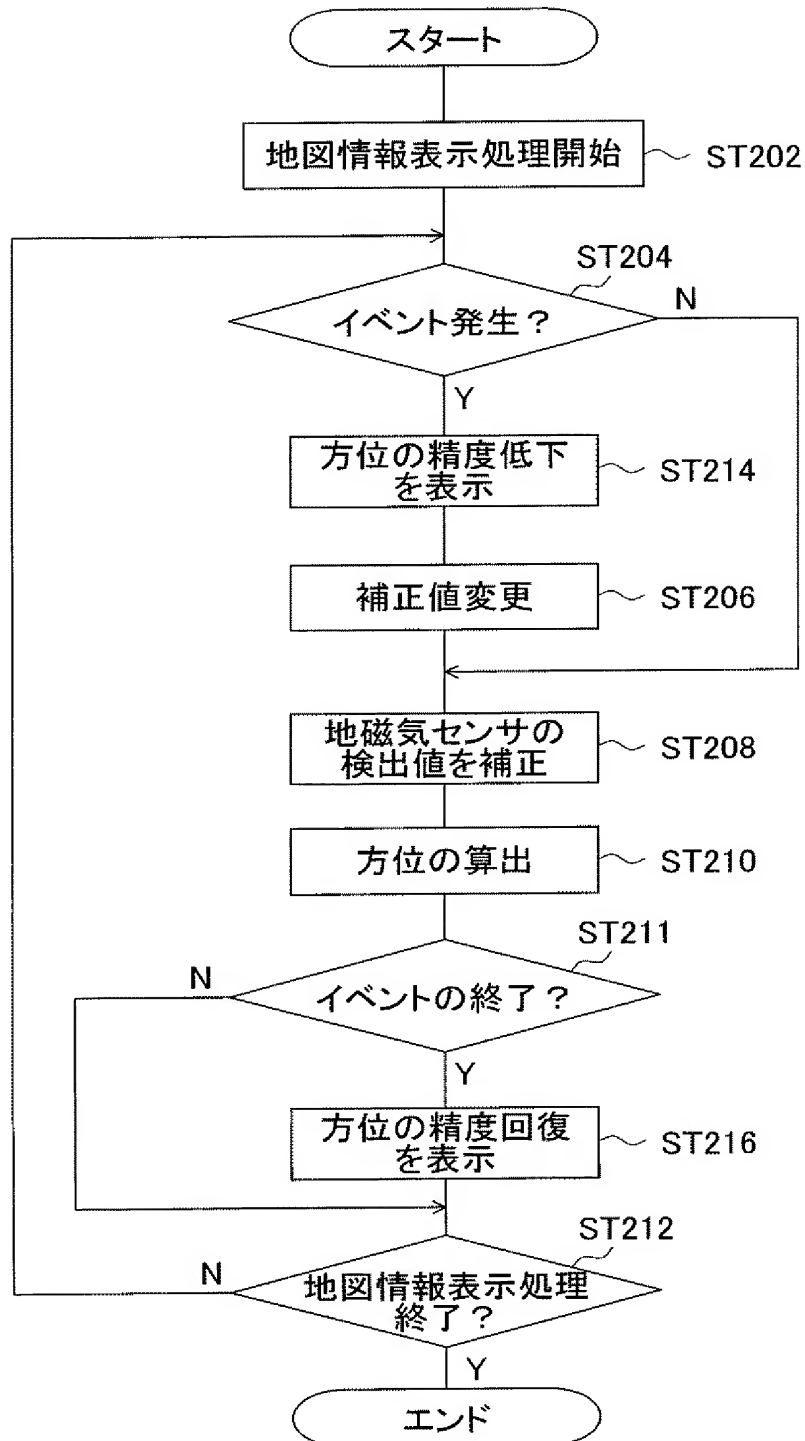 スタート
地図情報表示処理開始
ST202
ST204
イベント発生?
N
Y
方位の精度低下
を表示
ST214
補正値変更
ST206
地磁気センサの
検出値を補正
ST208
方位の算出
ST210
ST211
N
イベントの終了?
Y
方位の精度回復
を表示
ST216
ST212
N
地図情報表示処理
終了?
Y
エンド